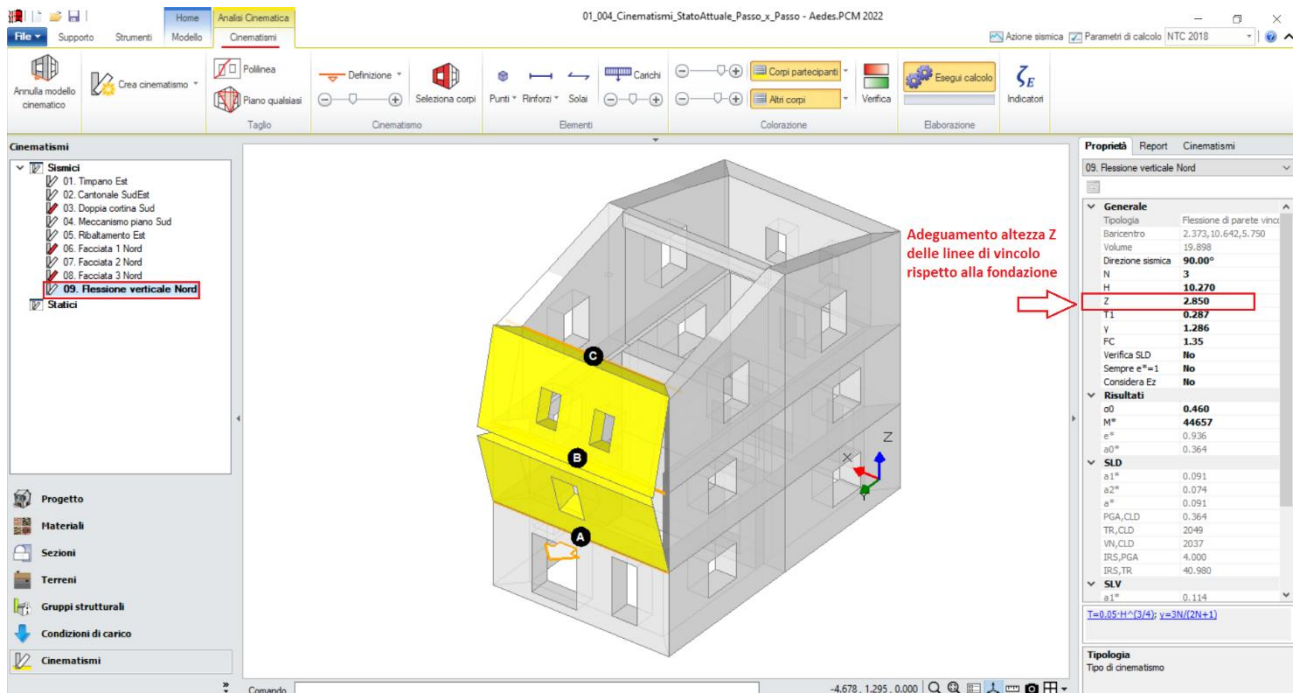 Home
Analisi Cinematica
01_004_Cinematismi_StatoAttuale_Passo_x_Passo - Aedes.PCM 2022
File
Supporto
Strumenti
Modello
Cinematismi
Azione sismica
Parametri di calcolo
NTC 2018
Annulla modello cinematico
Crea cinematismo
Polilinea
Piano qualsiasi
Taglio
Definizione
Seleziona corpi
Cinematismo
Punti
Rinforzi
Solai
Carichi
Elementi
Corpi partecipanti
Altri corpi
Colorazione
Verifica
Esegui calcolo
Elaborazione
ζE
Indicatori
Cinematismi
Sismici
01. Timpano Est
02. Cantonale SudEst
03. Doppia cortina Sud
04. Meccanismo piano Sud
05. Ribaltamento Est
06. Facciata 1 Nord
07. Facciata 2 Nord
08. Facciata 3 Nord
09. Flessione verticale Nord
Statici
Progetto
Materiali
Sezioni
Terreni
Gruppi strutturali
Condizioni di carico
Cinematismi
C
B
A
Z
X
Y
Adeguamento altezza Z
delle linee di vincolo
rispetto alla fondazione
Proprietà Report Cinematismi
09. Flessione verticale Nord
Generale
Tipologia Flessione di parete vinco
Baricentro 2.373,10.642,5.750
Volume 19.898
Direzione sismica 90.00°
N 3
H 10.270
Z 2.850
T1 0.287
γ 1.286
FC 1.35
Verifica SLD No
Sempre e*=1 No
Considera Ez No
Risultati
α0 0.460
M* 44657
e* 0.936
a0* 0.364
SLD
a1* 0.091
a2* 0.074
a* 0.091
PGA,CLD 0.364
TR,CLD 2049
VN,CLD 2037
IRS,PGA 4.000
IRS,TR 40.980
SLV
a1* 0.114
T=0.05·H^(3/4); γ=3N/(2N+1)
Tipologia
Tipo di cinematismo
Comando
-4.678 , 1.295 , 0.000